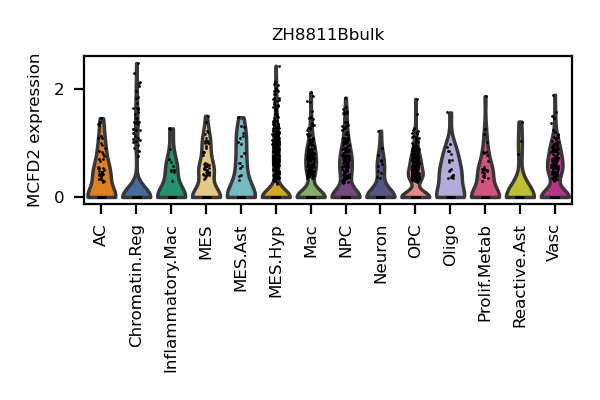 ZH8811Bbulk
MCFD2 expression
2
0
AC
Chromatin.Reg
Inflammatory.Mac
MES
MES.Ast
MES.Hyp
Mac
NPC
Neuron
OPC
Oligo
Prolif.Metab
Reactive.Ast
Vasc